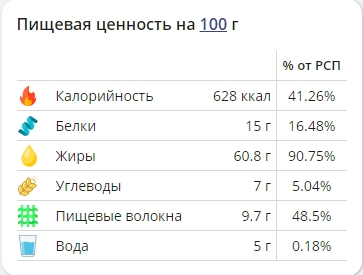 Пищевая ценность на 100 г
% от РСП
Калорийность 628 ккал 41.26%
Белки 15 г 16.48%
Жиры 60.8 г 90.75%
Углеводы 7 г 5.04%
Пищевые волокна 9.7 г 48.5%
Вода 5 г 0.18%